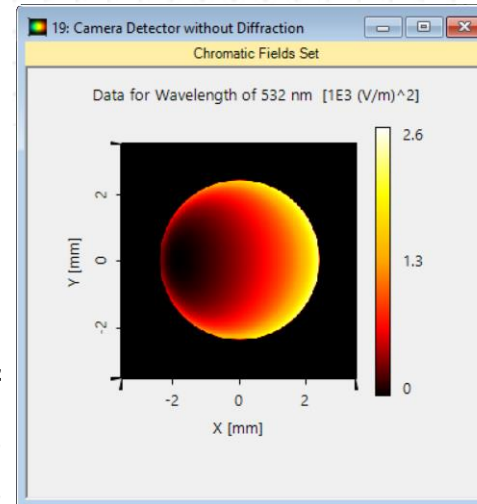 19: Camera Detector without Diffraction
Chromatic Fields Set
Data for Wavelength of 532 nm [1E3 (V/m)^2]
2.6
1.3
0
2
0
-2
Y [mm]
-2 0 2
X [mm]